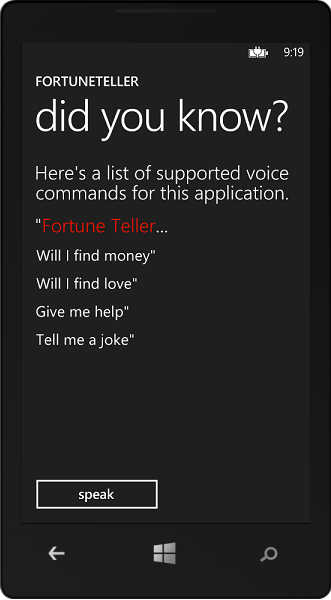 9:19
FORTUNETELLER
did you know?
Here's a list of supported voice
commands for this application.
"Fortune Teller...
Will I find money"
Will I find love"
Give me help"
Tell me a joke"
speak